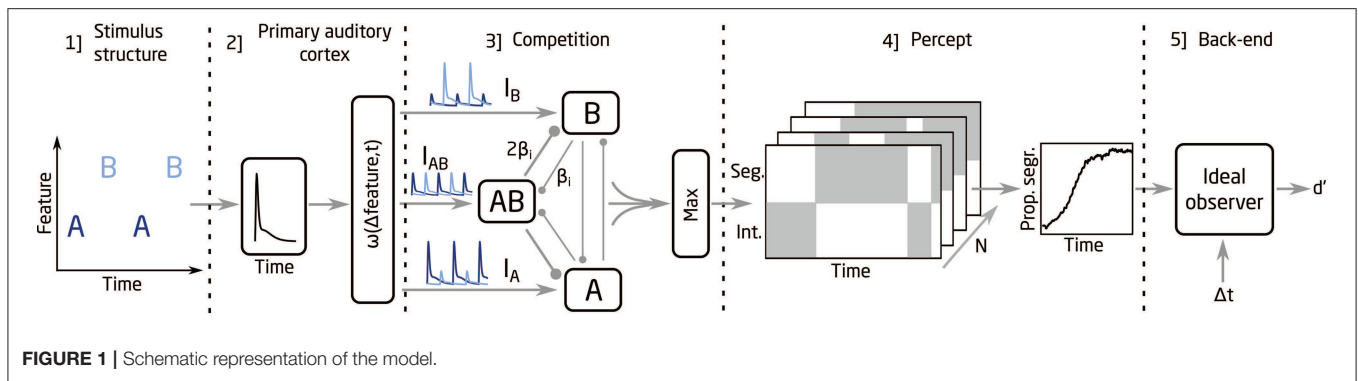 1] Stimulus
structure
2] Primary auditory
cortex
3] Competition
4] Percept
5] Back-end
Feature
B B
A A
Time
Time
ω(Δfeature,t)
I_B
I_AB
I_A
B
2β_i
β_i
AB
A
Max
Seg.
Int.
Time
N
Prop. segr.
Time
Ideal
observer
d'
Δt
FIGURE 1 | Schematic representation of the model.